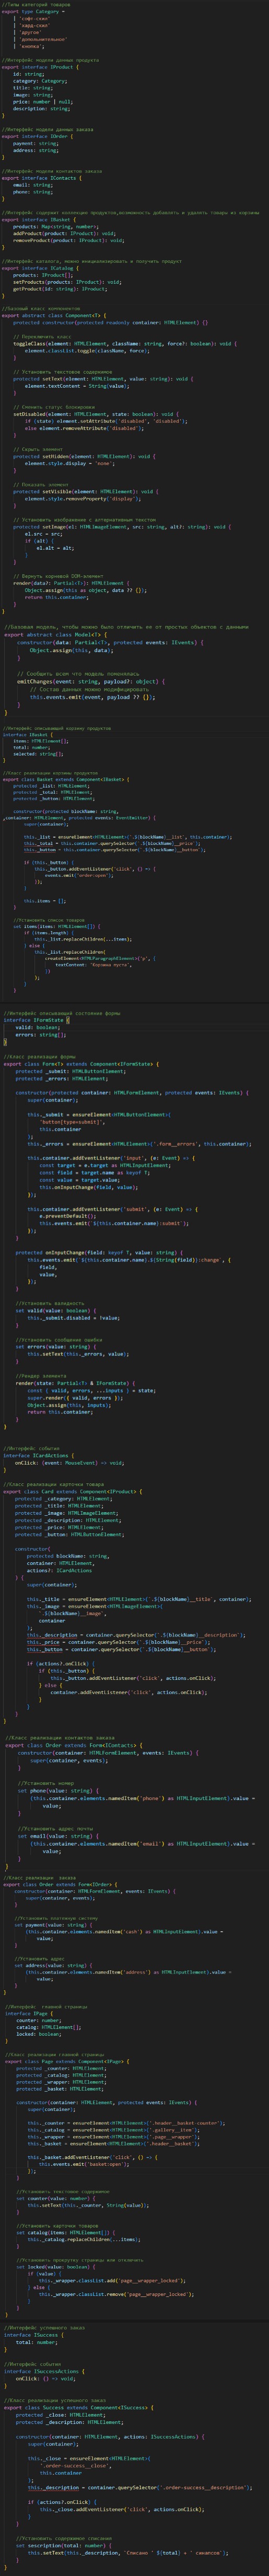 //Типы категорий товаров
export type Category =
| 'софт-скил'
| 'хард-скил'
| 'другое'
| 'дополнительное'
| 'кнопка';
//Интерфейс модели данных продукта
export interface IProduct {
id: string;
category: Category;
title: string;
image: string;
price: number | null;
description: string;
}
//Интерфейс модели данных заказа
export interface IOrder {
payment: string;
address: string;
}
//Интерфейс модели контактов заказа
export interface IContacts {
email: string;
phone: string;
}
//Интерфейс содержит коллекцию продуктов,возможность добавлять и удалять товары из корзины
export interface IBasket {
products: Map<string, number>;
addProduct(product: IProduct): void;
removeProduct(product: IProduct): void;
}
//Интерфейс каталога, можно инициализировать и получить продукт
export interface ICatalog {
products: IProduct[];
setProducts(products: IProduct): void;
getProduct(id: string): IProduct;
}
//Базовый класс компонентов
export abstract class Component<T> {
protected constructor(protected readonly container: HTMLElement) {}
// Переключить класс
toggleClass(element: HTMLElement, className: string, force?: boolean): void {
element.classList.toggle(className, force);
}
// Установить текстовое содержимое
protected setText(element: HTMLElement, value: string): void {
element.textContent = String(value);
}
// Сменить статус блокировки
setDisabled(element: HTMLElement, state: boolean): void {
if (state) element.setAttribute('disabled', 'disabled');
else element.removeAttribute('disabled');
}
// Скрыть элемент
protected setHidden(element: HTMLElement): void {
element.style.display = 'none';
}
// Показать элемент
protected setVisible(element: HTMLElement): void {
element.style.removeProperty('display');
}
// Установить изображение с альтернативным текстом
protected setImage(el: HTMLImageElement, src: string, alt?: string): void {
el.src = src;
if (alt) {
el.alt = alt;
}
}
// Вернуть корневой DOM-элемент
render(data?: Partial<T>): HTMLElement {
Object.assign(this as object, data ?? {});
return this.container;
}
}
//Базовая модель, чтобы можно было отличить ее от простых объектов с данными
export abstract class Model<T> {
constructor(data: Partial<T>, protected events: IEvents) {
Object.assign(this, data);
}
// Сообщить всем что модель поменялась
emitChanges(event: string, payload?: object) {
// Состав данных можно модифицировать
this.events.emit(event, payload ?? {});
}
}
//Интерфейс описывающий корзину продуктов
interface IBasket {
items: HTMLElement[];
total: number;
selected: string[];
}
//Класс реализации корзины продуктов
export class Basket extends Component<IBasket> {
protected _list: HTMLElement;
protected _total: HTMLElement;
protected _button: HTMLElement;
constructor(protected blockName: string,
container: HTMLElement, protected events: EventEmitter) {
super(container);
this._list = ensureElement<HTMLElement>(`.${blockName}__list`, this.container);
this._total = this.container.querySelector(`.${blockName}__price`);
this._button = this.container.querySelector(`.${blockName}__button`);
if (this._button) {
this._button.addEventListener('click', () => {
events.emit('order:open');
});
}
this.items = [];
}
//Установить список товаров
set items(items: HTMLElement[]) {
if (items.length) {
this._list.replaceChildren(...items);
} else {
this._list.replaceChildren(
createElement<HTMLParagraphElement>('p', {
textContent: 'Корзина пуста',
})
);
}
}
}
//Интерфейс описывающий состояние формы
interface IFormState {
valid: boolean;
errors: string[];
}
//Класс реализации формы
export class Form<T> extends Component<IFormState> {
protected _submit: HTMLButtonElement;
protected _errors: HTMLElement;
constructor(protected container: HTMLFormElement, protected events: IEvents) {
super(container);
this._submit = ensureElement<HTMLButtonElement>(
'button[type=submit]',
this.container
);
this._errors = ensureElement<HTMLElement>('.form__errors', this.container);
this.container.addEventListener('input', (e: Event) => {
const target = e.target as HTMLInputElement;
const field = target.name as keyof T;
const value = target.value;
this.onInputChange(field, value);
});
this.container.addEventListener('submit', (e: Event) => {
e.preventDefault();
this.events.emit(`${this.container.name}:submit`);
});
}
protected onInputChange(field: keyof T, value: string) {
this.events.emit(`${this.container.name}.${String(field)}:change`, {
field,
value,
});
}
//Установить валидность
set valid(value: boolean) {
this._submit.disabled = !value;
}
//Установить сообщение ошибки
set errors(value: string) {
this.setText(this._errors, value);
}
//Рендер элемента
render(state: Partial<T> & IFormState) {
const { valid, errors, ...inputs } = state;
super.render({ valid, errors });
Object.assign(this, inputs);
return this.container;
}
}
//Интерфейс события
interface ICardActions {
onClick: (event: MouseEvent) => void;
}
//Класс реализации карточки товара
export class Card extends Component<IProduct> {
protected _category: HTMLElement;
protected _title: HTMLElement;
protected _image: HTMLImageElement;
protected _description: HTMLElement;
protected _price: HTMLElement;
protected _button: HTMLButtonElement;
constructor(
protected blockName: string,
container: HTMLElement,
actions?: ICardActions
) {
super(container);
this._title = ensureElement<HTMLElement>(`.${blockName}__title`, container);
this._image = ensureElement<HTMLImageElement>(
`.${blockName}__image`,
container
);
this._description = container.querySelector(`.${blockName}__description`);
this._price = container.querySelector(`.${blockName}__price`);
this._button = container.querySelector(`.${blockName}__button`);
if (actions?.onClick) {
if (this._button) {
this._button.addEventListener('click', actions.onClick);
} else {
container.addEventListener('click', actions.onClick);
}
}
}
}
//Класс реализации контактов заказа
export class Order extends Form<IContacts> {
constructor(container: HTMLFormElement, events: IEvents) {
super(container, events);
}
//Установить номер
set phone(value: string) {
(this.container.elements.namedItem('phone') as HTMLInputElement).value =
value;
}
//Установить адрес почты
set email(value: string) {
(this.container.elements.namedItem('email') as HTMLInputElement).value =
value;
}
}
//Класс реализации заказа
export class Order extends Form<IOrder> {
constructor(container: HTMLFormElement, events: IEvents) {
super(container, events);
}
//Установить платежную систему
set payment(value: string) {
(this.container.elements.namedItem('cash') as HTMLInputElement).value =
value;
}
//Установить адрес
set address(value: string) {
(this.container.elements.namedItem('address') as HTMLInputElement).value =
value;
}
}
//Интерфейс главной страницы
interface IPage {
counter: number;
catalog: HTMLElement[];
locked: boolean;
}
//Класс реализации главной страницы
export class Page extends Component<IPage> {
protected _counter: HTMLElement;
protected _catalog: HTMLElement;
protected _wrapper: HTMLElement;
protected _basket: HTMLElement;
constructor(container: HTMLElement, protected events: IEvents) {
super(container);
this._counter = ensureElement<HTMLElement>('.header__basket-counter');
this._catalog = ensureElement<HTMLElement>('.gallery__item');
this._wrapper = ensureElement<HTMLElement>('.page__wrapper');
this._basket = ensureElement<HTMLElement>('.header__basket');
this._basket.addEventListener('click', () => {
this.events.emit('basket:open');
});
}
//Установить текстовое содержимое
set counter(value: number) {
this.setText(this._counter, String(value));
}
//Установить карточки товаров
set catalog(items: HTMLElement[]) {
this._catalog.replaceChildren(...items);
}
//Установить прокрутку страницы или отключить
set locked(value: boolean) {
if (value) {
this._wrapper.classList.add('page__wrapper_locked');
} else {
this._wrapper.classList.remove('page__wrapper_locked');
}
}
}
//Интерфейс успешного заказа
interface ISuccess {
total: number;
}
//Интерфейс события
interface ISuccessActions {
onClick: () => void;
}
//Класс реализации успешного заказ
export class Success extends Component<ISuccess> {
protected _close: HTMLElement;
protected _description: HTMLElement;
constructor(container: HTMLElement, actions: ISuccessActions) {
super(container);
this._close = ensureElement<HTMLElement>(
'.order-success__close',
this.container
);
this._description = container.querySelector('.order-success__description');
if (actions?.onClick) {
this._close.addEventListener('click', actions.onClick);
}
}
//Установить содержимое списания
set sescription(total: number) {
this.setText(this._description, 'Списано ' ${total} + ' синапсов');
}
}